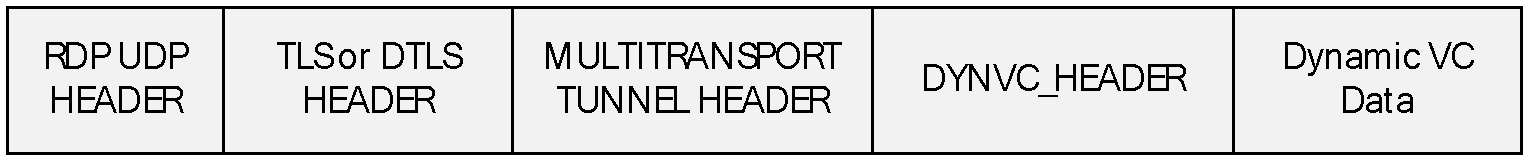 RDP UDP
HEADER
TLS or DTLS
HEADER
MULTITRANSPORT
TUNNEL HEADER
DYNVC_HEADER
Dynamic VC
Data